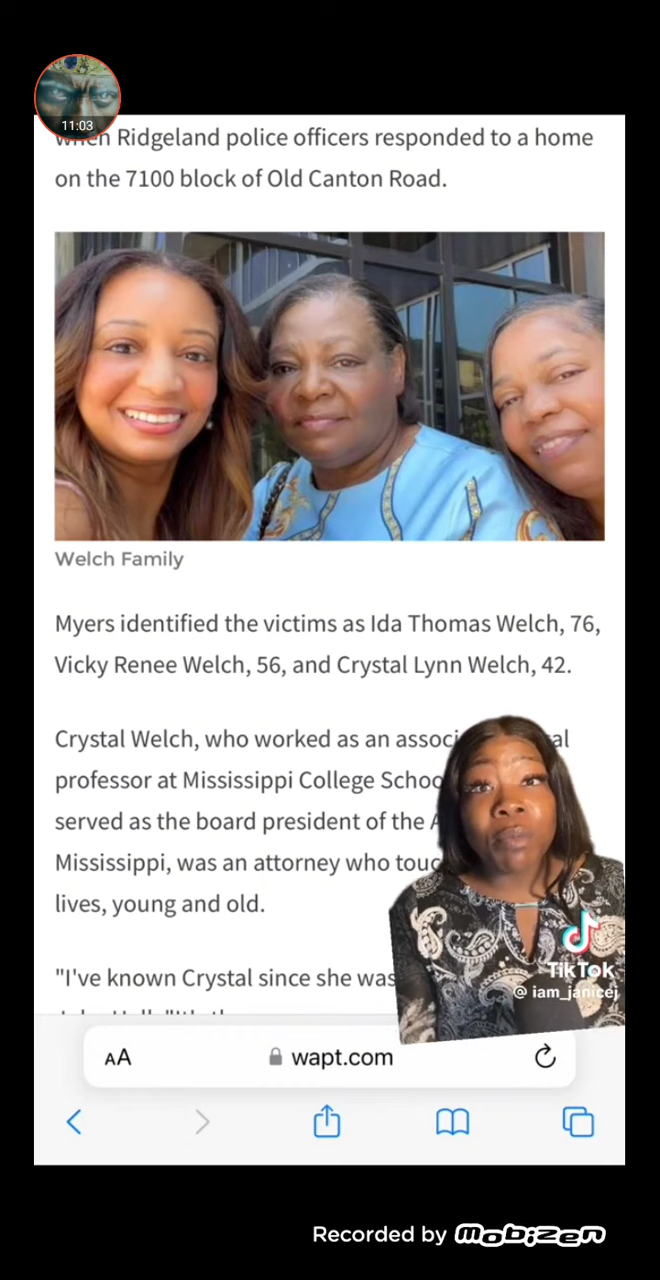 11:03
when Ridgeland police officers responded to a home
on the 7100 block of Old Canton Road.
Welch Family
Myers identified the victims as Ida Thomas Welch, 76,
Vicky Renee Welch, 56, and Crystal Lynn Welch, 42.
Crystal Welch, who worked as an
professor at Mississippi College
served as the board president of the
Mississippi, was an attorney who
lives, young and old.
"I've known Crystal since she was
TikTok
@ iam_janicej
AA
wapt.com
Recorded by mobizen